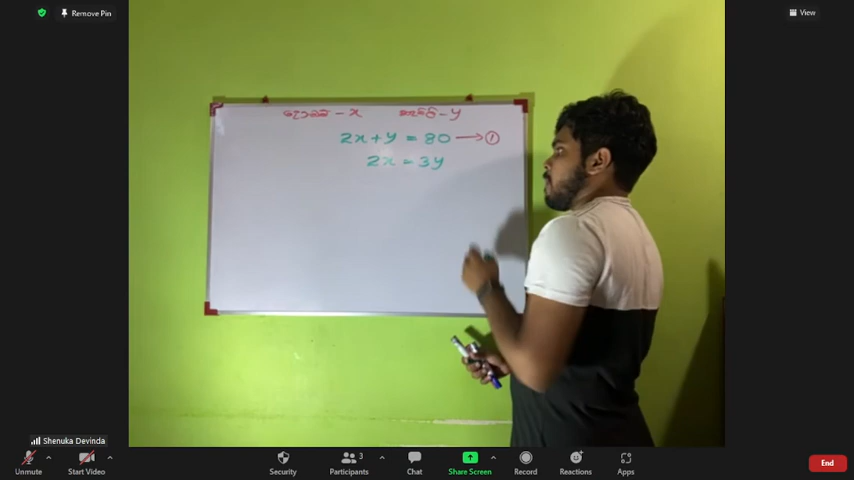 Remove Pin
View
- x - y
2x + y = 80 → ①
2x = 3y
Shenuka Devinda
Unmute
Start Video
Security
Participants 3
Chat
Share Screen
Record
Reactions
Apps
End